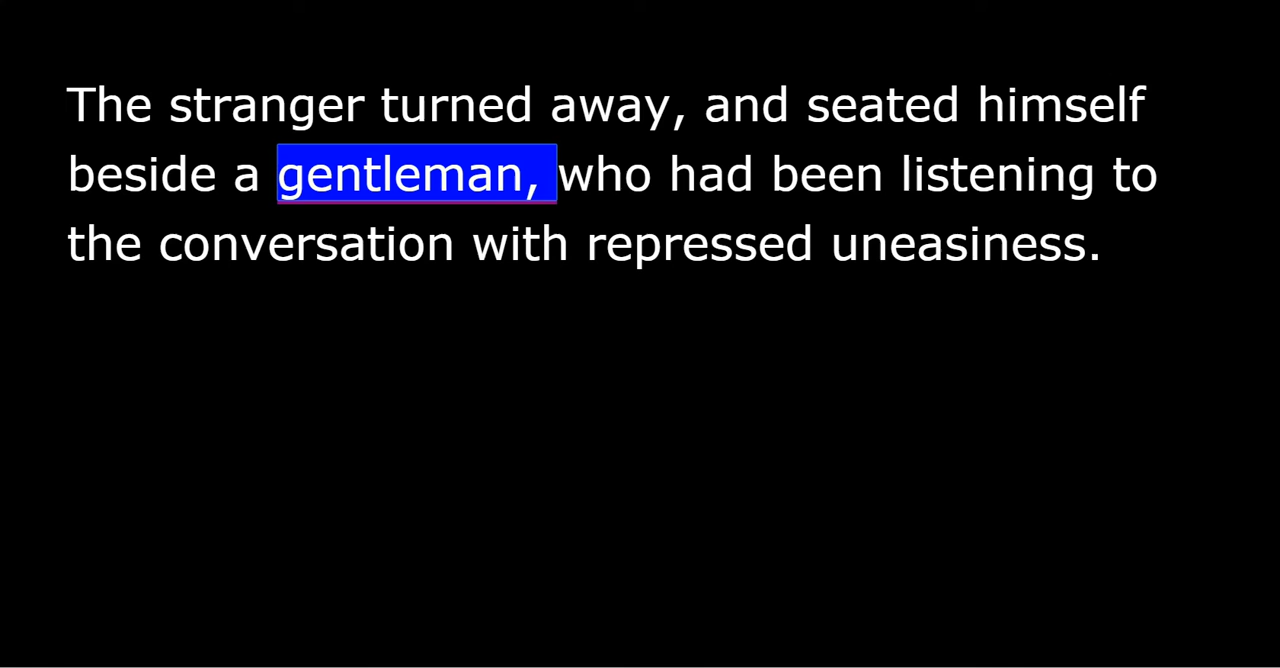 The stranger turned away, and seated himself
beside a gentleman, who had been listening to
the conversation with repressed uneasiness.